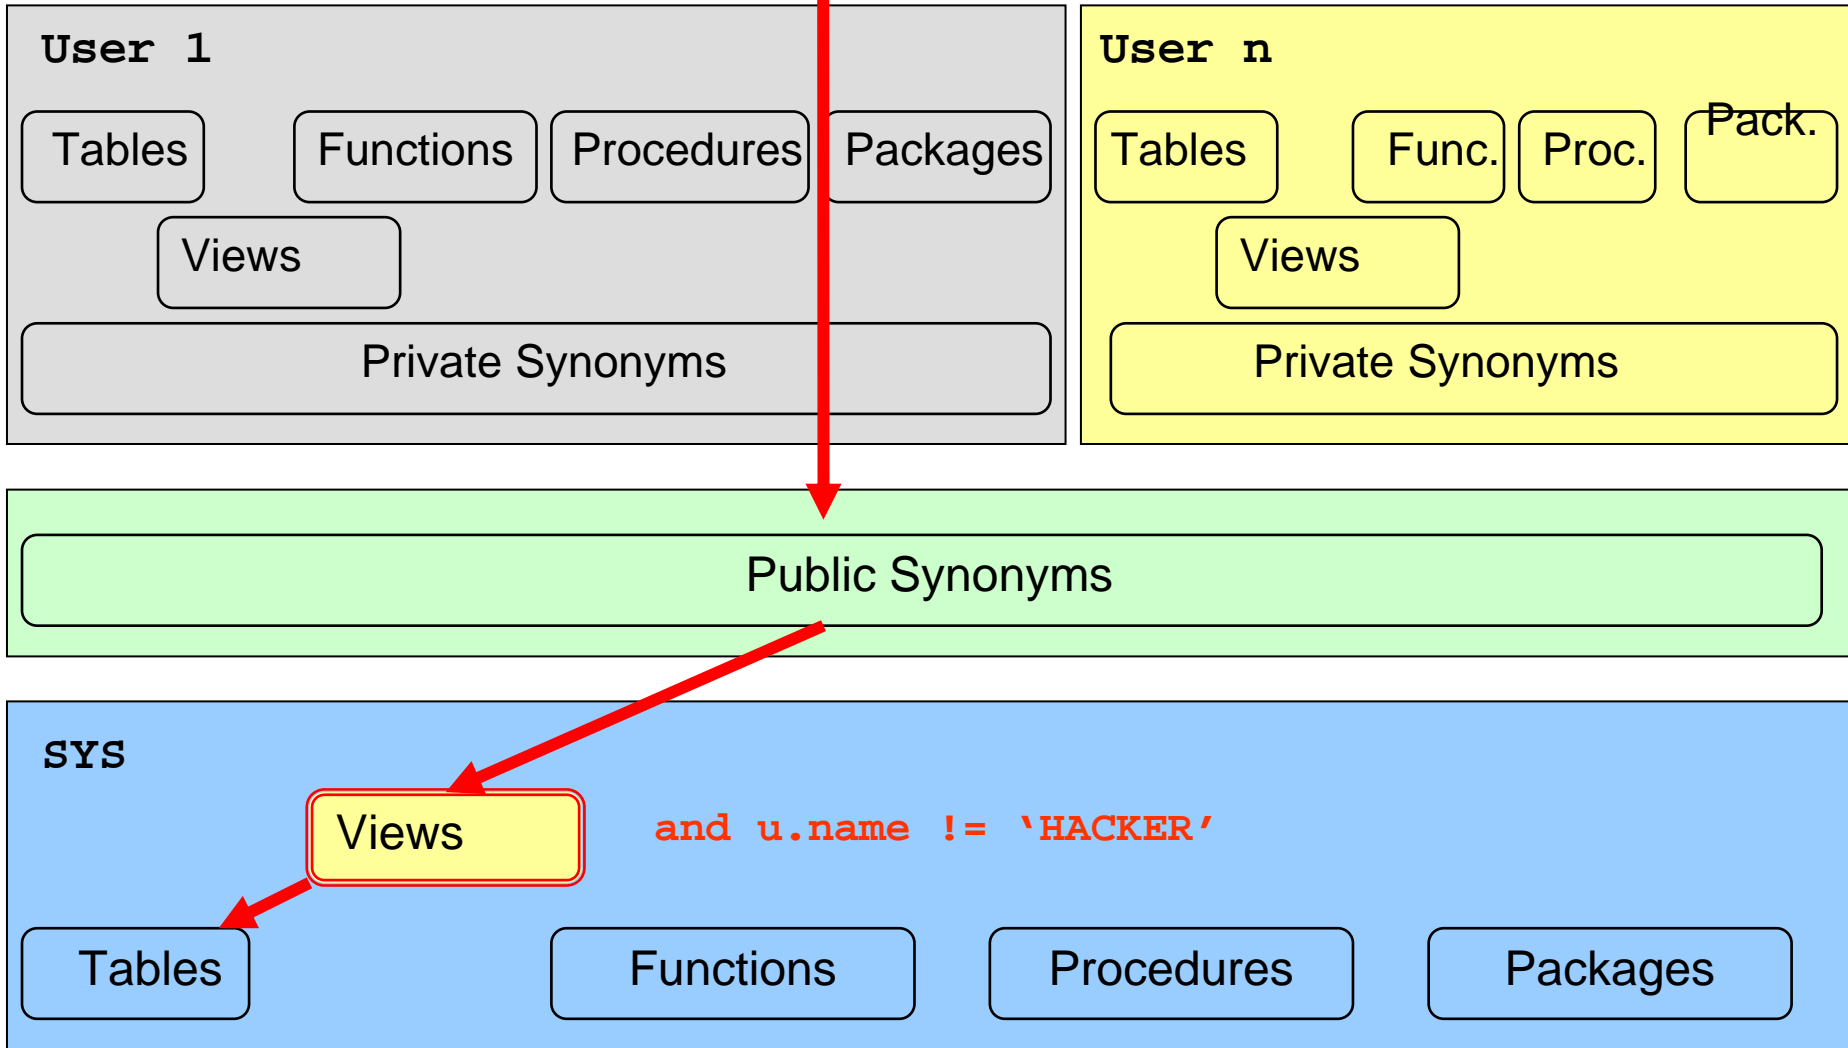 User 1
Tables
Functions
Procedures
Packages
Views
Private Synonyms
User n
Tables
Func.
Proc.
Pack.
Views
Private Synonyms
Public Synonyms
SYS
Views
and u.name != ‘HACKER’
Tables
Functions
Procedures
Packages